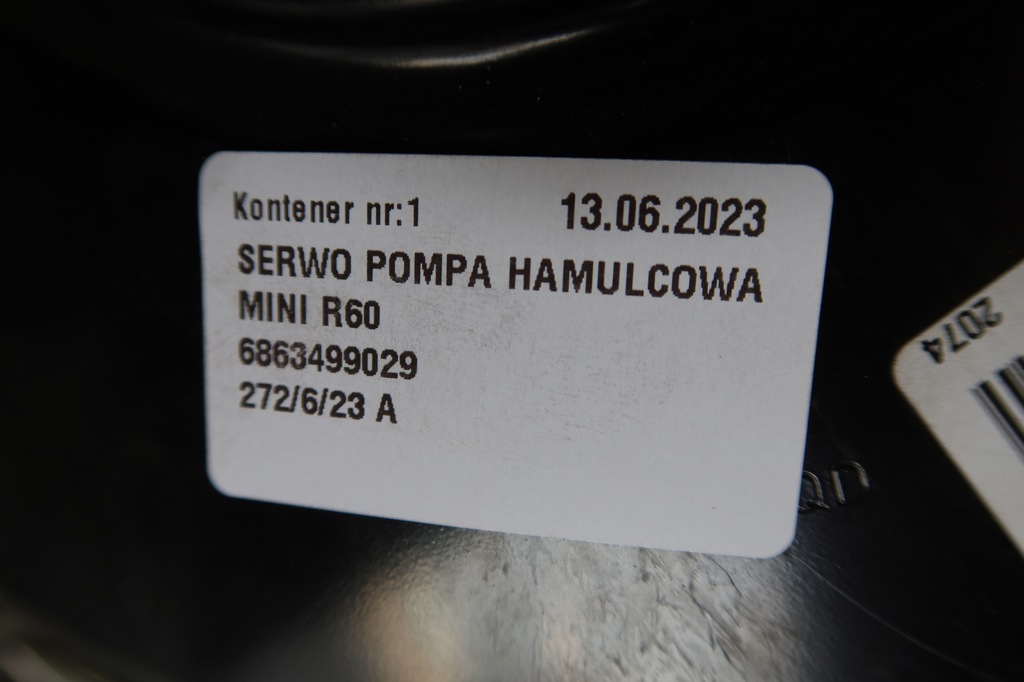 Kontener nr:1 13.06.2023
SERWO POMPA HAMULCOWA
MINI R60
6863499029
272/6/23 A
2074